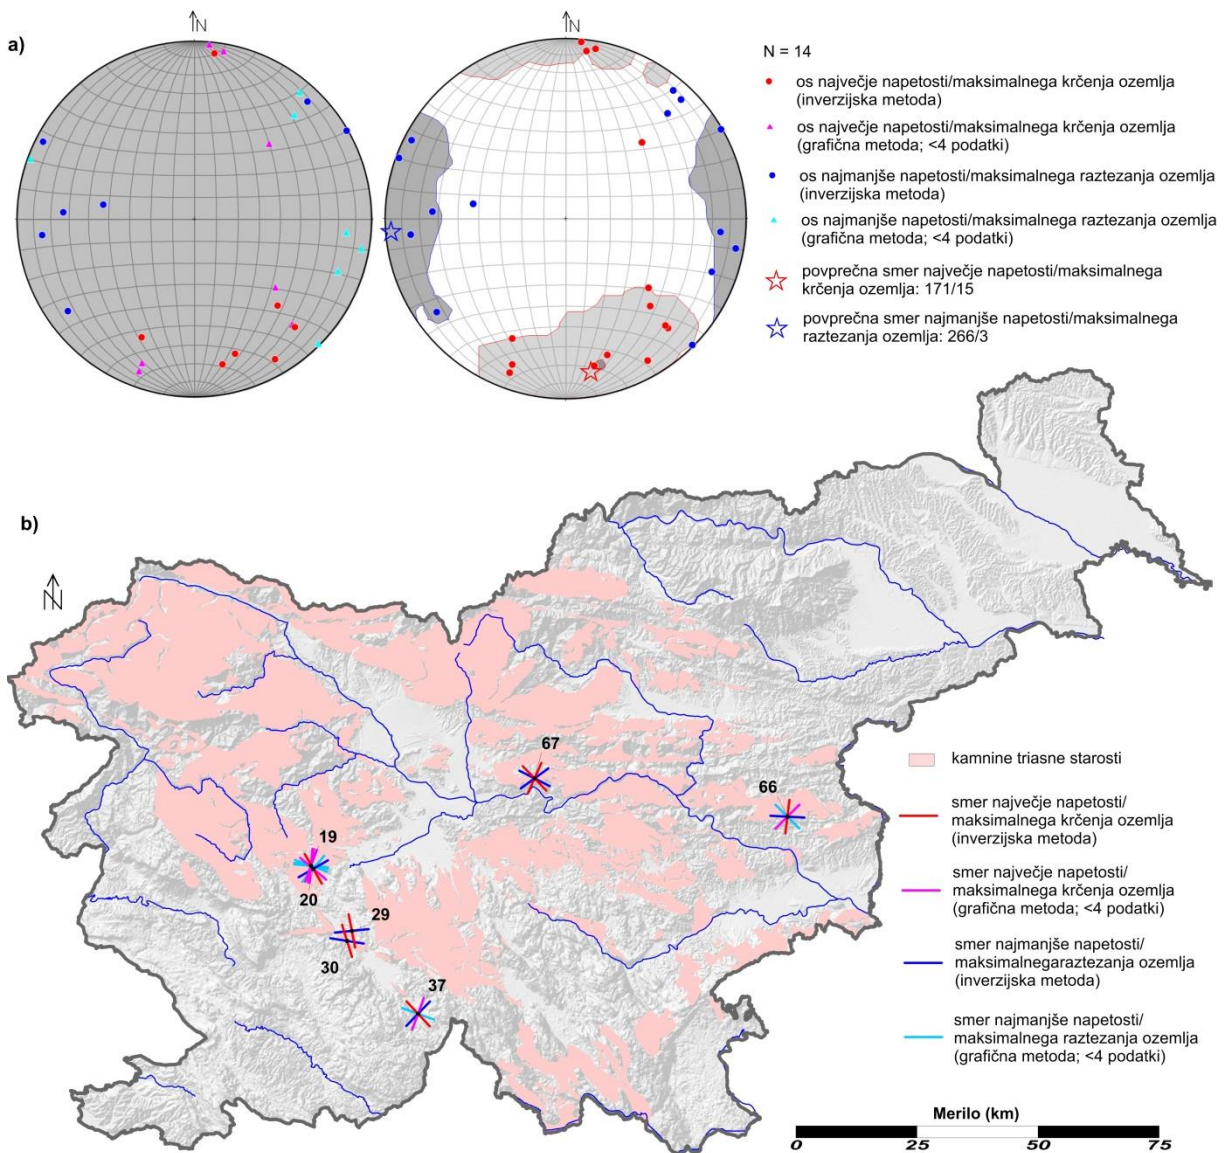 N
N
a)
N = 14
os največje napetosti/maksimalnega krčenja ozemlja
(inverzijska metoda)
os največje napetosti/maksimalnega krčenja ozemlja
(grafična metoda; <4 podatki)
os najmanjše napetosti/maksimalnega raztezanja ozemlja
(inverzijska metoda)
os najmanjše napetosti/maksimalnega raztezanja ozemlja
(grafična metoda; <4 podatki)
povprečna smer največje napetosti/maksimalnega
krčenja ozemlja: 171/15
povprečna smer najmanjše napetosti/maksimalnega
raztezanja ozemlja: 266/3
b)
N
67
66
19
20
29
30
37
kamnine triasne starosti
smer največje napetosti/
maksimalnega krčenja ozemlja
(inverzijska metoda)
smer največje napetosti/
maksimalnega krčenja ozemlja
(grafična metoda; <4 podatki)
smer najmanjše napetosti/
maksimalnegaraztezanja ozemlja
(inverzijska metoda)
smer najmanjše napetosti/
maksimalnega raztezanja ozemlja
(grafična metoda; <4 podatki)
Merilo (km)
0 25 50 75